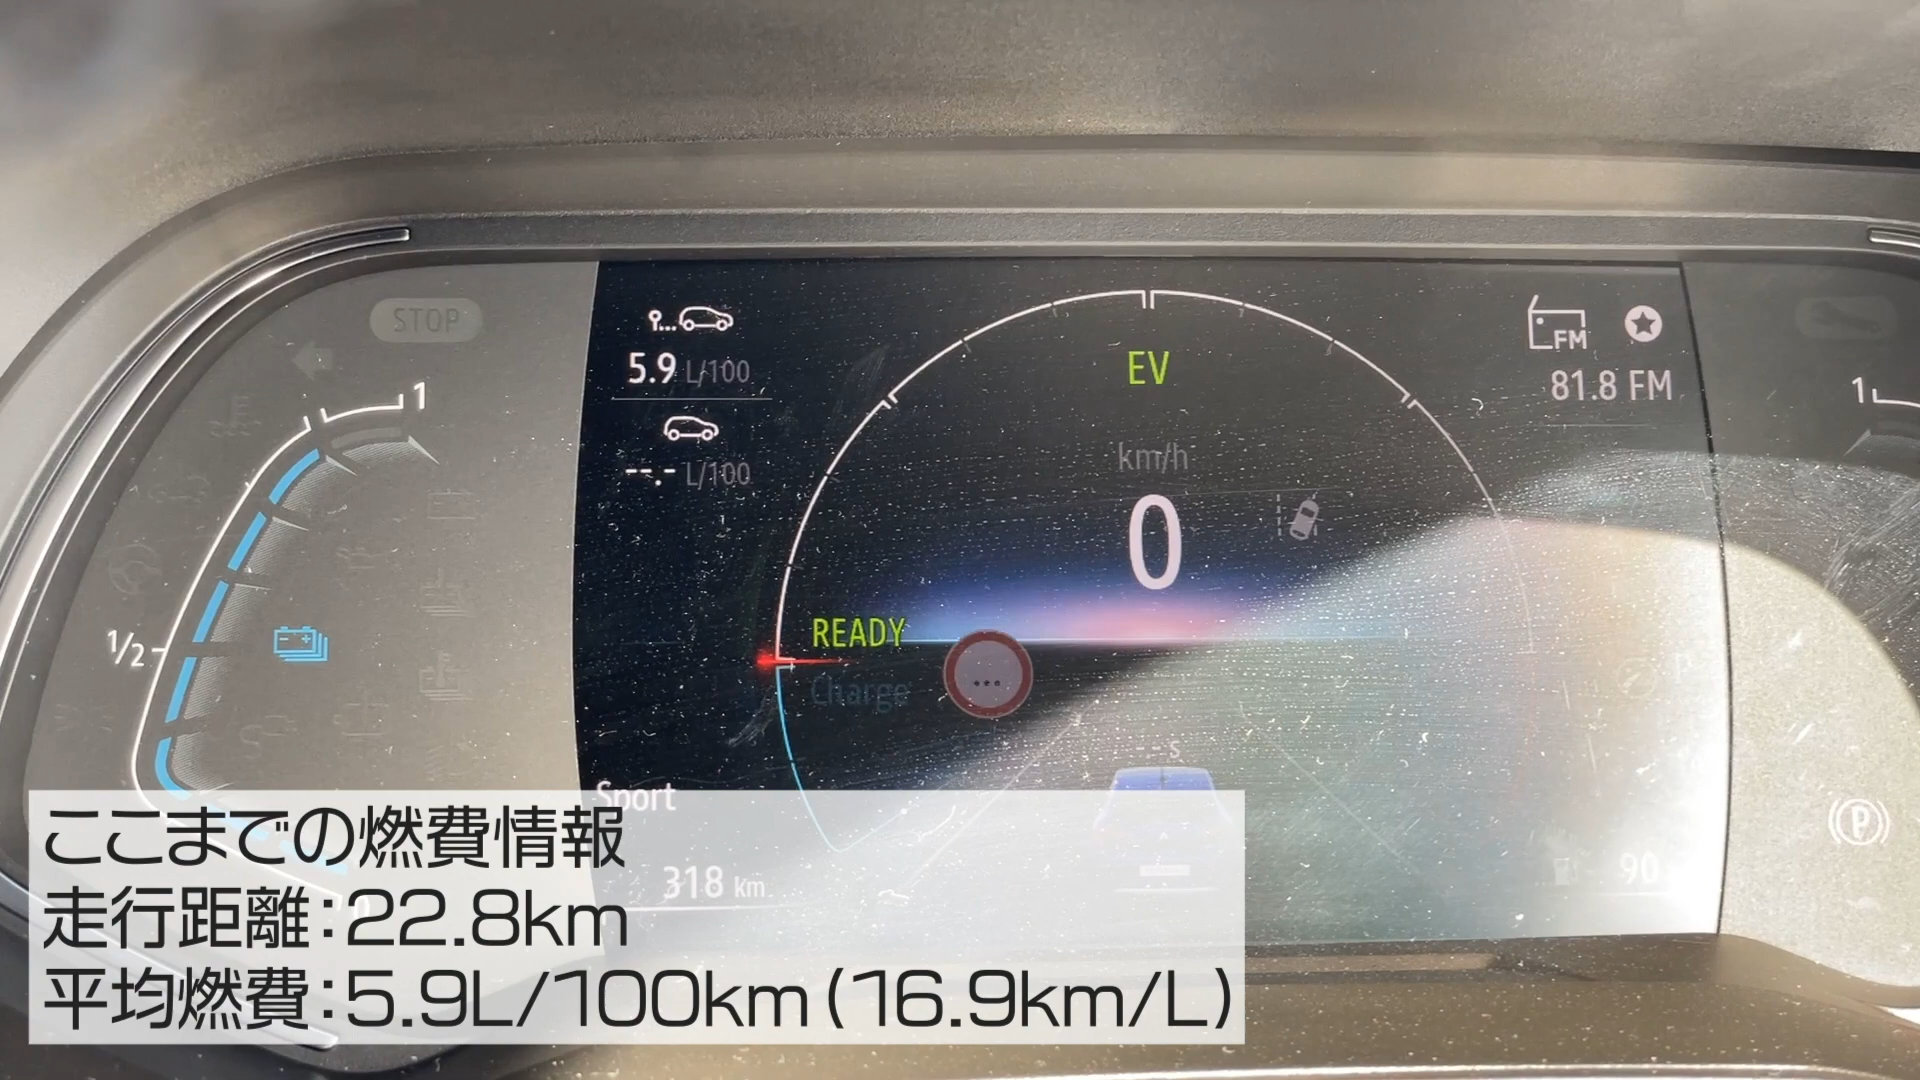 STOP
1
1/2
5.9 L/100
--.- L/100
EV
km/h
0
READY
Charge
...
Sport
318 km
FM
81.8 FM
1
--s
90
P
ここまでの燃費情報
走行距離:22.8km
平均燃費:5.9L/100km(16.9km/L)